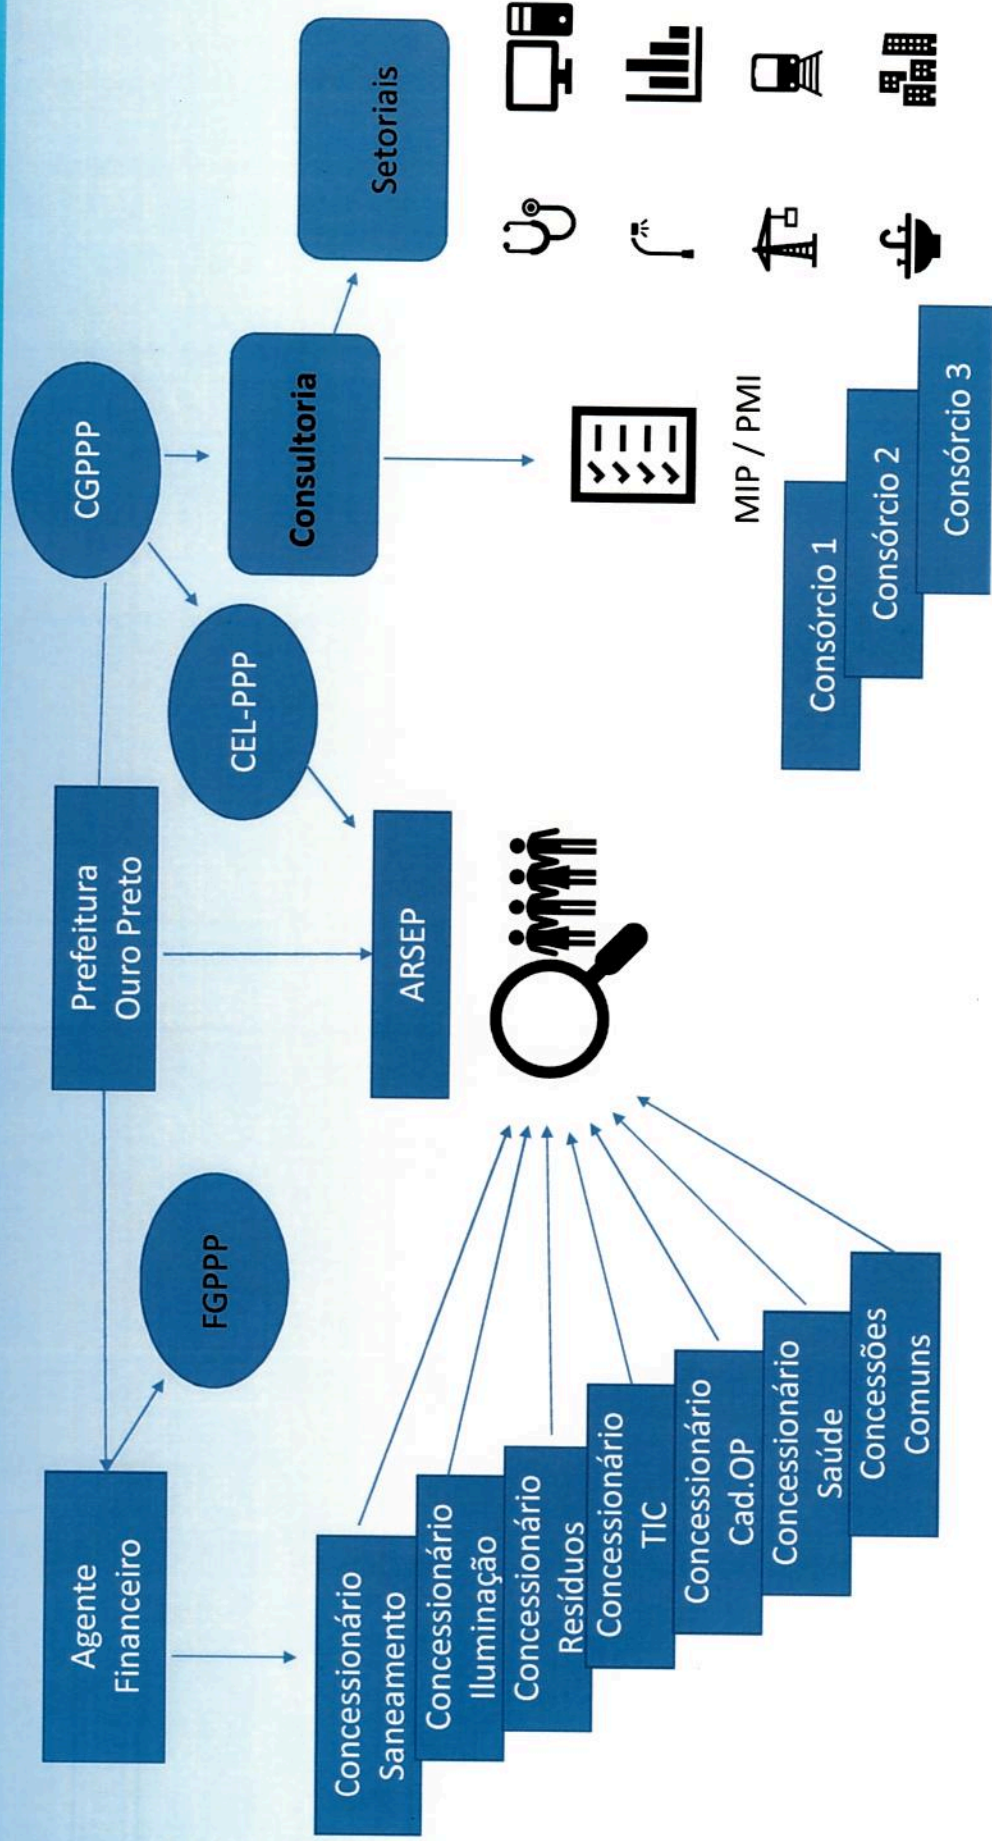 Agente
Financeiro
FGPPP
Prefeitura
Ouro Preto
CGPPP
CEL-PPP
ARSEP
Consultoria
Setoriais
Concessionário
Saneamento
Concessionário
Iluminação
Concessionário
Resíduos
Concessionário
TIC
Concessionário
Cad.OP
Concessionário
Saúde
Concessões
Comuns
MIP / PMI
Consórcio 1
Consórcio 2
Consórcio 3